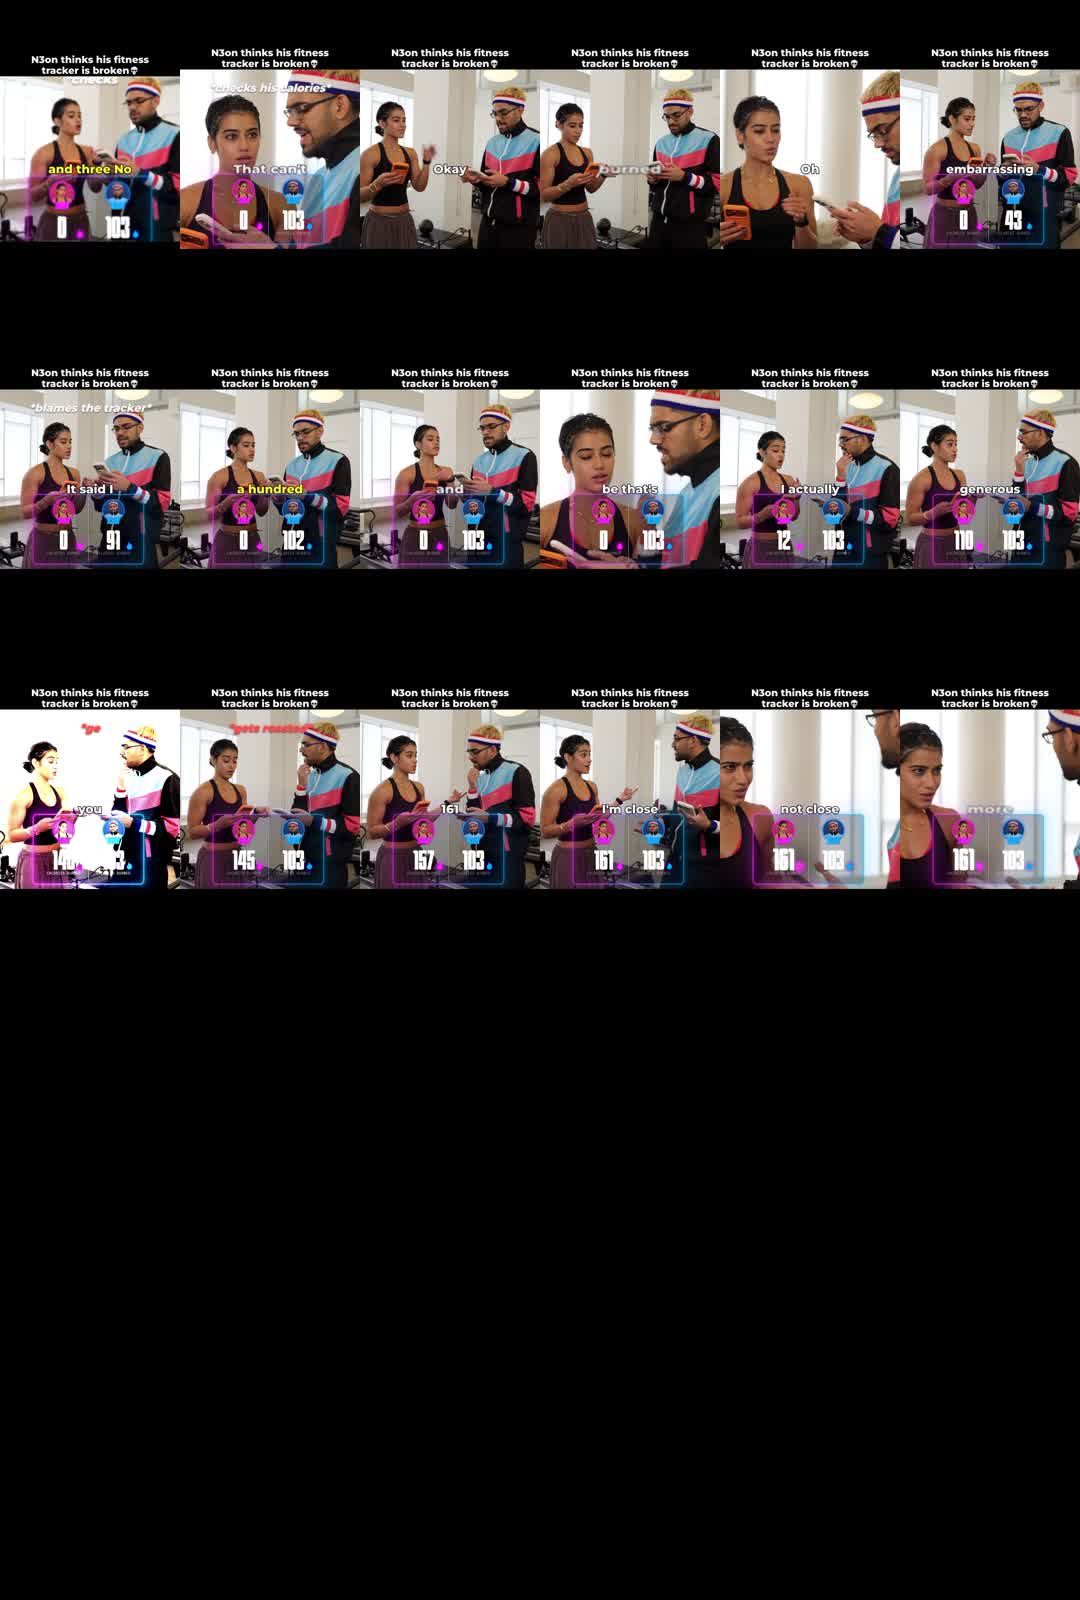 N3on thinks his fitness
tracker is broken💀
*checks
and three No
0
103
N3on thinks his fitness
tracker is broken💀
*checks his calories*
That can't
0
103
N3on thinks his fitness
tracker is broken💀
Okay
N3on thinks his fitness
tracker is broken💀
burned
N3on thinks his fitness
tracker is broken💀
Oh
N3on thinks his fitness
tracker is broken💀
embarrassing
0
43
N3on thinks his fitness
tracker is broken💀
*blames the tracker*
It said I
0
91
N3on thinks his fitness
tracker is broken💀
a hundred
0
102
N3on thinks his fitness
tracker is broken💀
and
0
103
N3on thinks his fitness
tracker is broken💀
be that's
0
103
N3on thinks his fitness
tracker is broken💀
I actually
12
103
N3on thinks his fitness
tracker is broken💀
generous
110
103
N3on thinks his fitness
tracker is broken💀
*ge
you
N3on thinks his fitness
tracker is broken💀
*gets roasted*
145
103
N3on thinks his fitness
tracker is broken💀
161
157
103
N3on thinks his fitness
tracker is broken💀
I'm close
161
103
N3on thinks his fitness
tracker is broken💀
not close
161
103
N3on thinks his fitness
tracker is broken💀
more
161
103